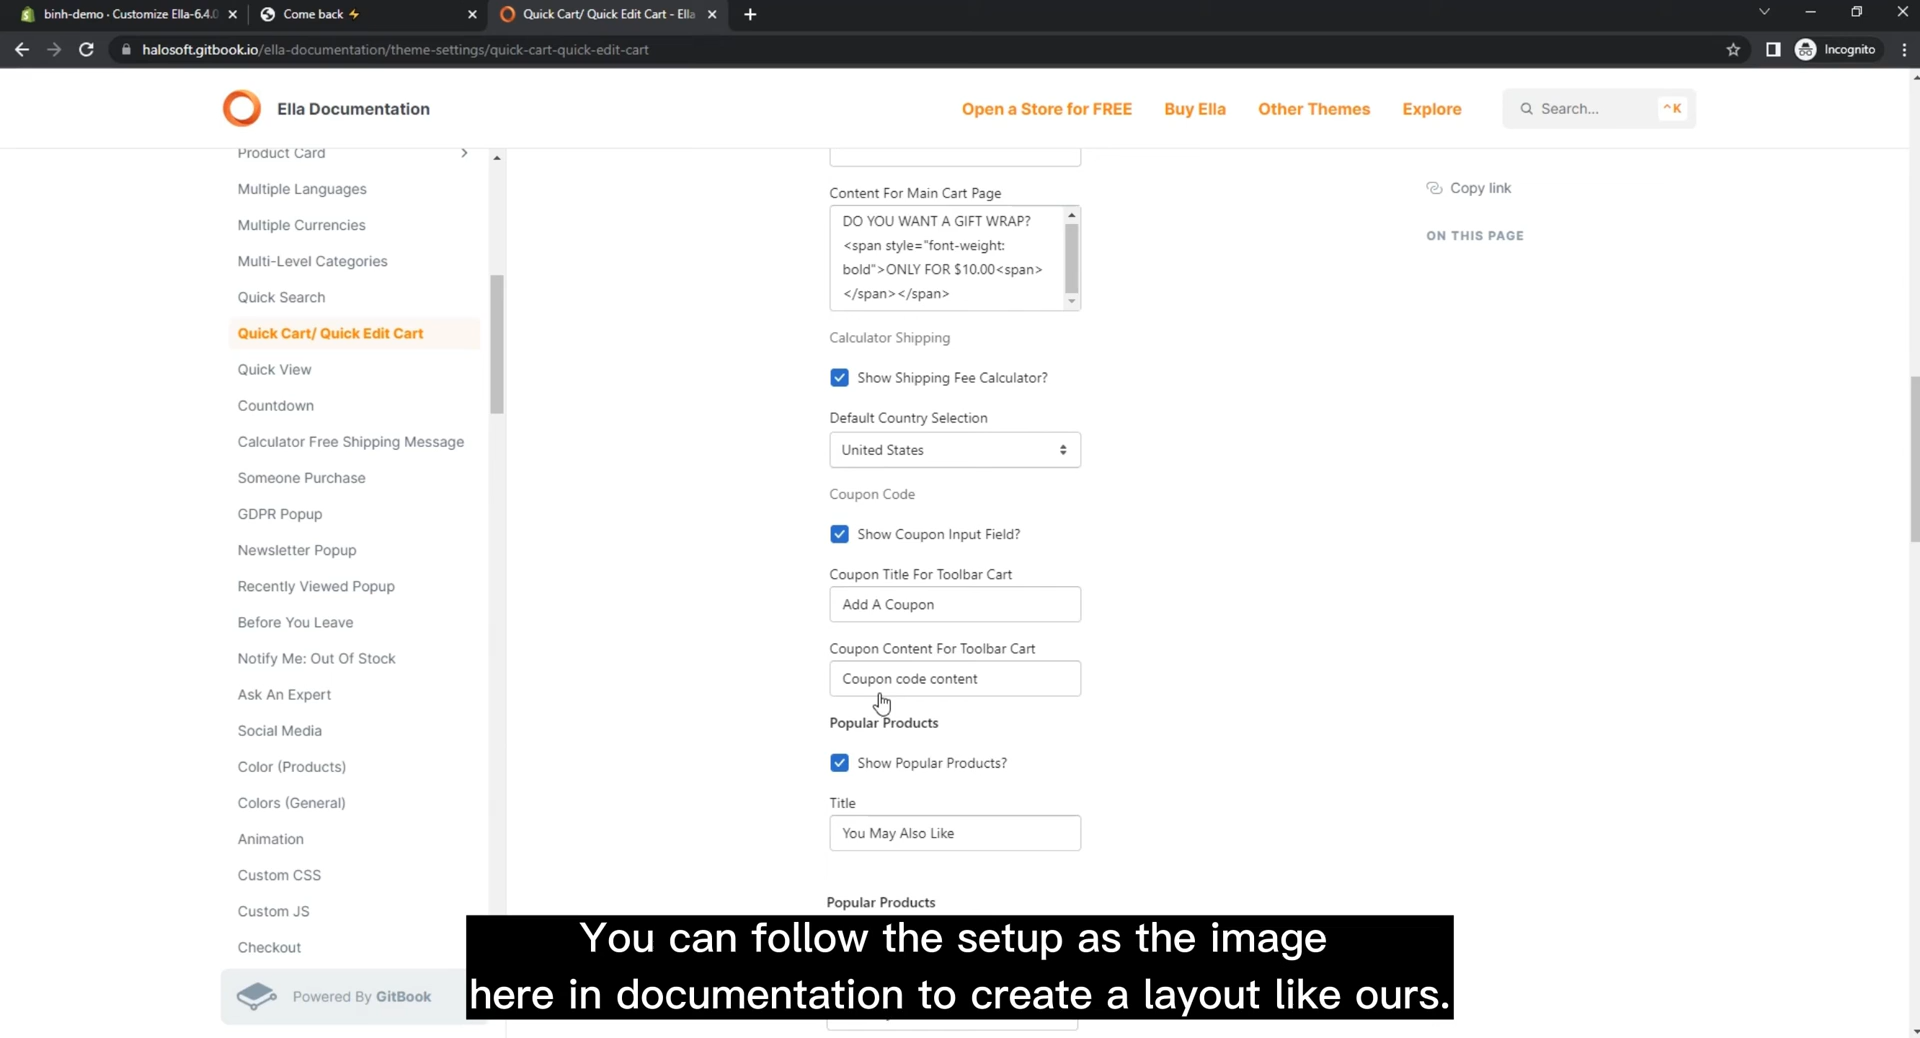 binh-demo · Customize Ella-6.4.0
Come back ⚡
Quick Cart/ Quick Edit Cart - Ella
halosoft.gitbook.io/ella-documentation/theme-settings/quick-cart-quick-edit-cart
Incognito
Ella Documentation
Open a Store for FREE
Buy Ella
Other Themes
Explore
Search...
^K
Product Card
Multiple Languages
Multiple Currencies
Multi-Level Categories
Quick Search
Quick Cart/ Quick Edit Cart
Quick View
Countdown
Calculator Free Shipping Message
Someone Purchase
GDPR Popup
Newsletter Popup
Recently Viewed Popup
Before You Leave
Notify Me: Out Of Stock
Ask An Expert
Social Media
Color (Products)
Colors (General)
Animation
Custom CSS
Custom JS
Checkout
Powered By GitBook
Content For Main Cart Page
DO YOU WANT A GIFT WRAP?
<span style="font-weight:
bold">ONLY FOR $10.00<span>
</span></span>
Calculator Shipping
Show Shipping Fee Calculator?
Default Country Selection
United States
Coupon Code
Show Coupon Input Field?
Coupon Title For Toolbar Cart
Add A Coupon
Coupon Content For Toolbar Cart
Coupon code content
Popular Products
Show Popular Products?
Title
You May Also Like
Popular Products
Copy link
ON THIS PAGE
You can follow the setup as the image
here in documentation to create a layout like ours.